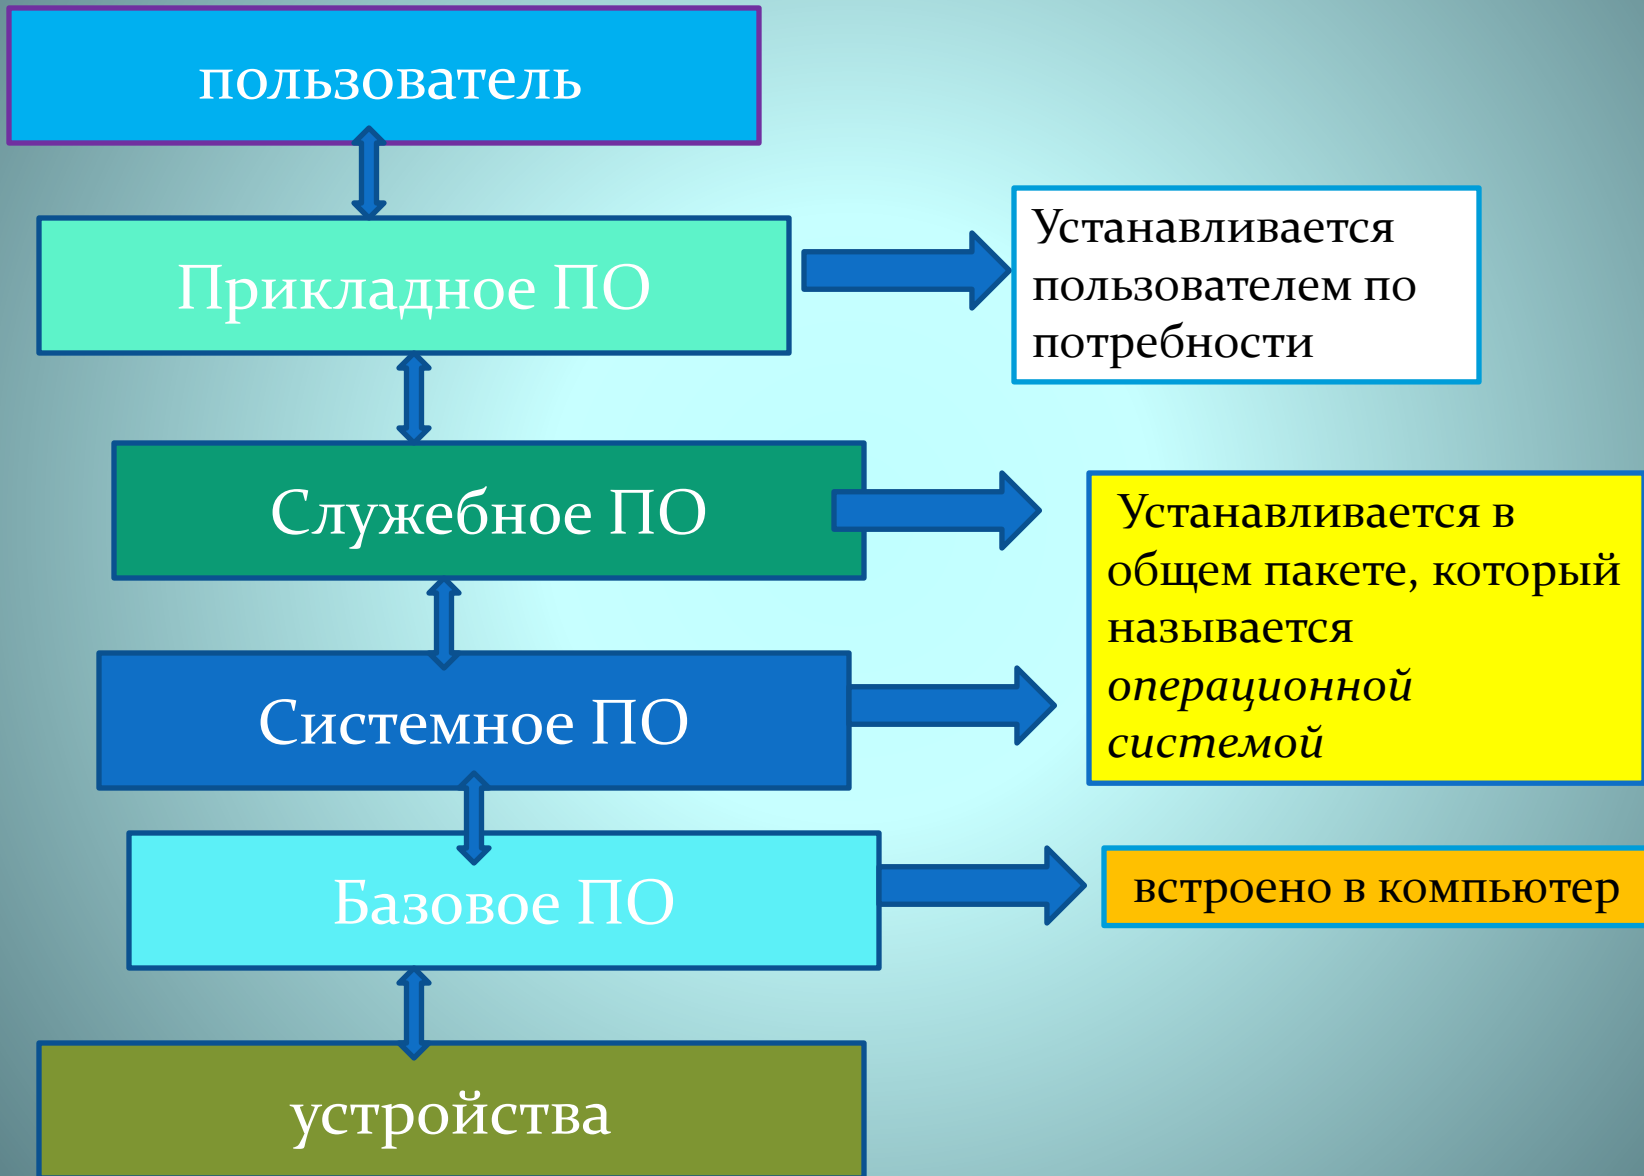 пользователь
Прикладное ПО
Устанавливается
пользователем по
потребности
Служебное ПО
Устанавливается в
общем пакете, который
называется
операционной
системой
Системное ПО
Базовое ПО
встроено в компьютер
устройства